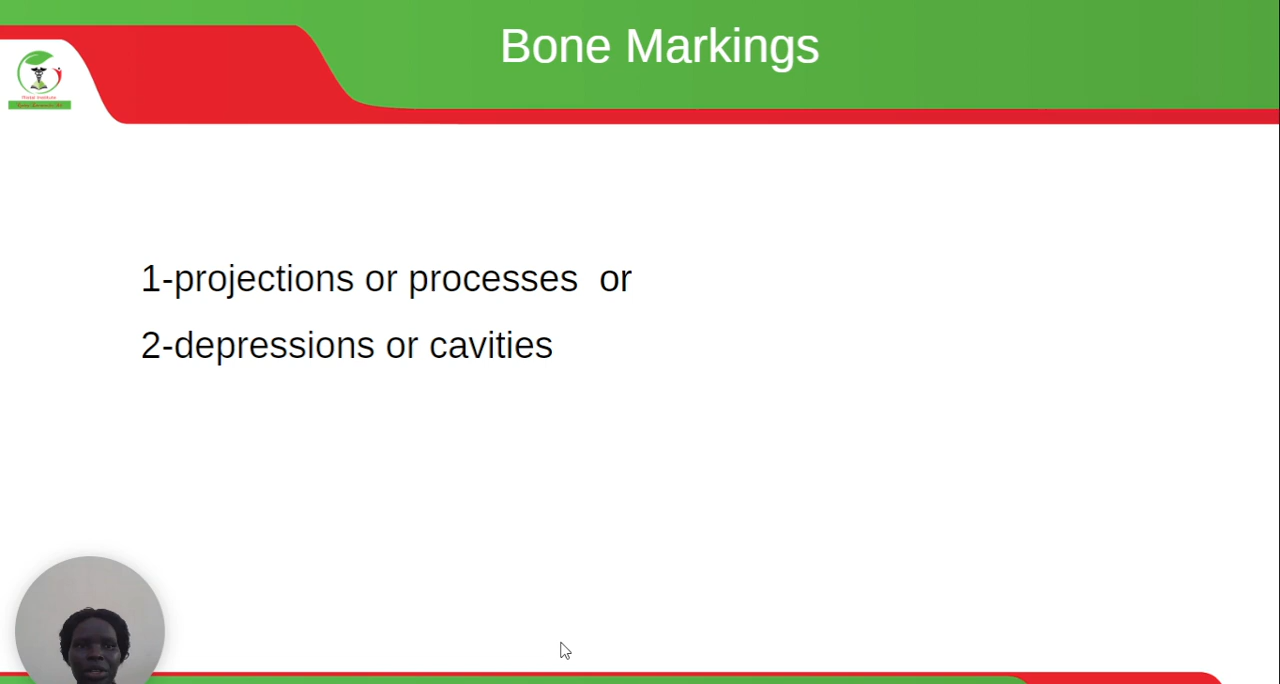 Bone Markings
1-projections or processes or
2-depressions or cavities